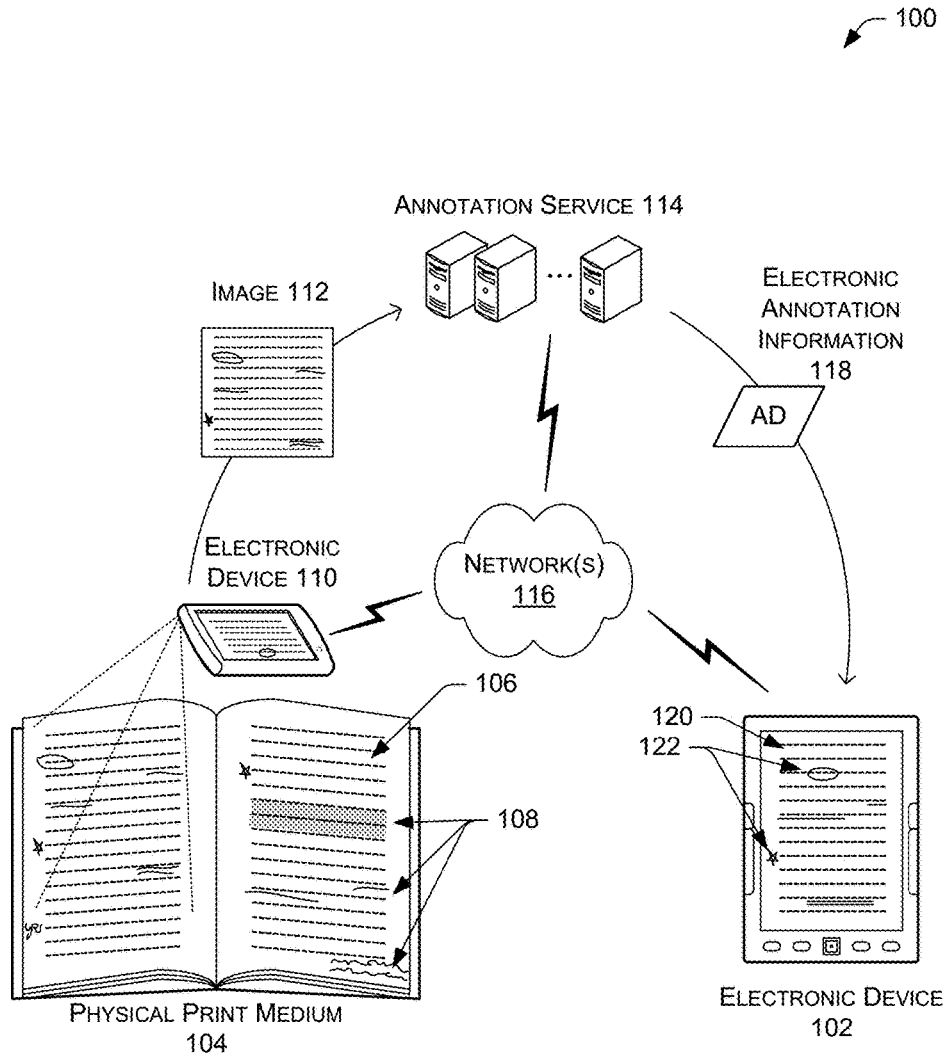 100
ANNOTATION SERVICE 114
IMAGE 112
ELECTRONIC
ANNOTATION
INFORMATION
118
AD
ELECTRONIC
DEVICE 110
NETWORK(S)
116
106
108
120
122
PHYSICAL PRINT MEDIUM
104
ELECTRONIC DEVICE
102